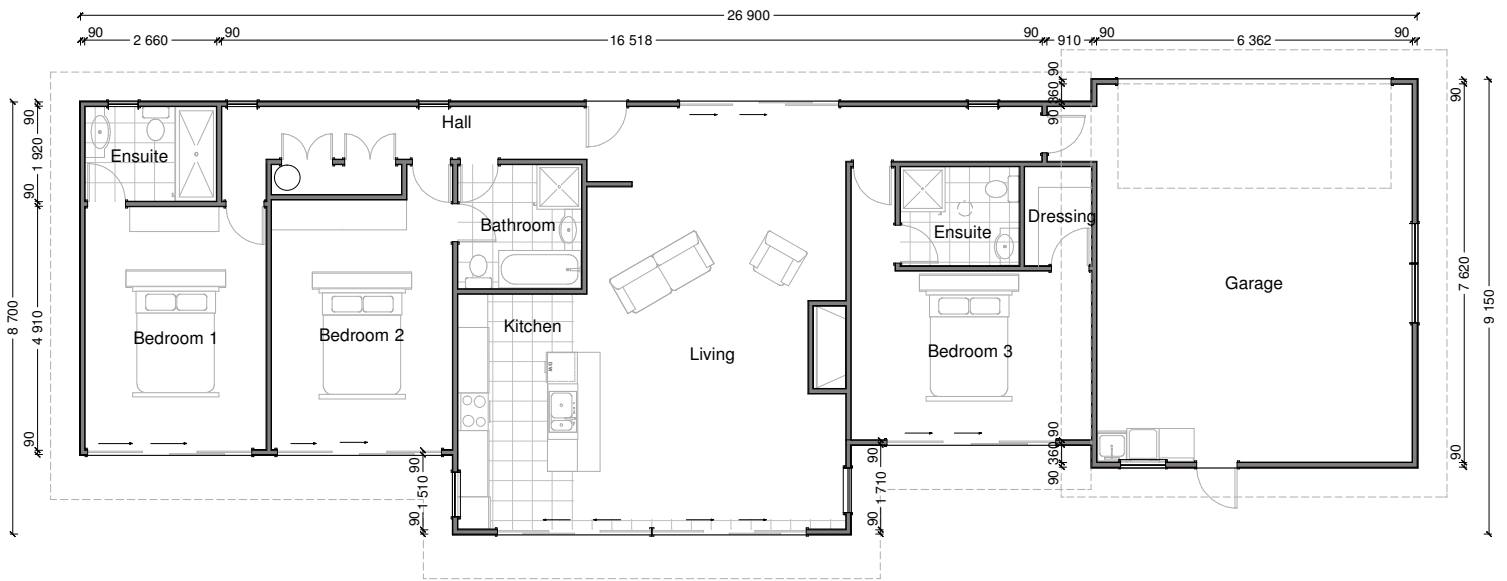 26 900
90 2 660 90 16 518 90 910 90 6 362 90
90 360 90
90 1 920 90 4 910 90
8 700
Hall
Ensuite
Bathroom
Ensuite
Dressing
Garage
Kitchen
Bedroom 1
Bedroom 2
Living
Bedroom 3
90 7 620 90
9 150
90 1 510 90
90 1 710 90
90 360 90